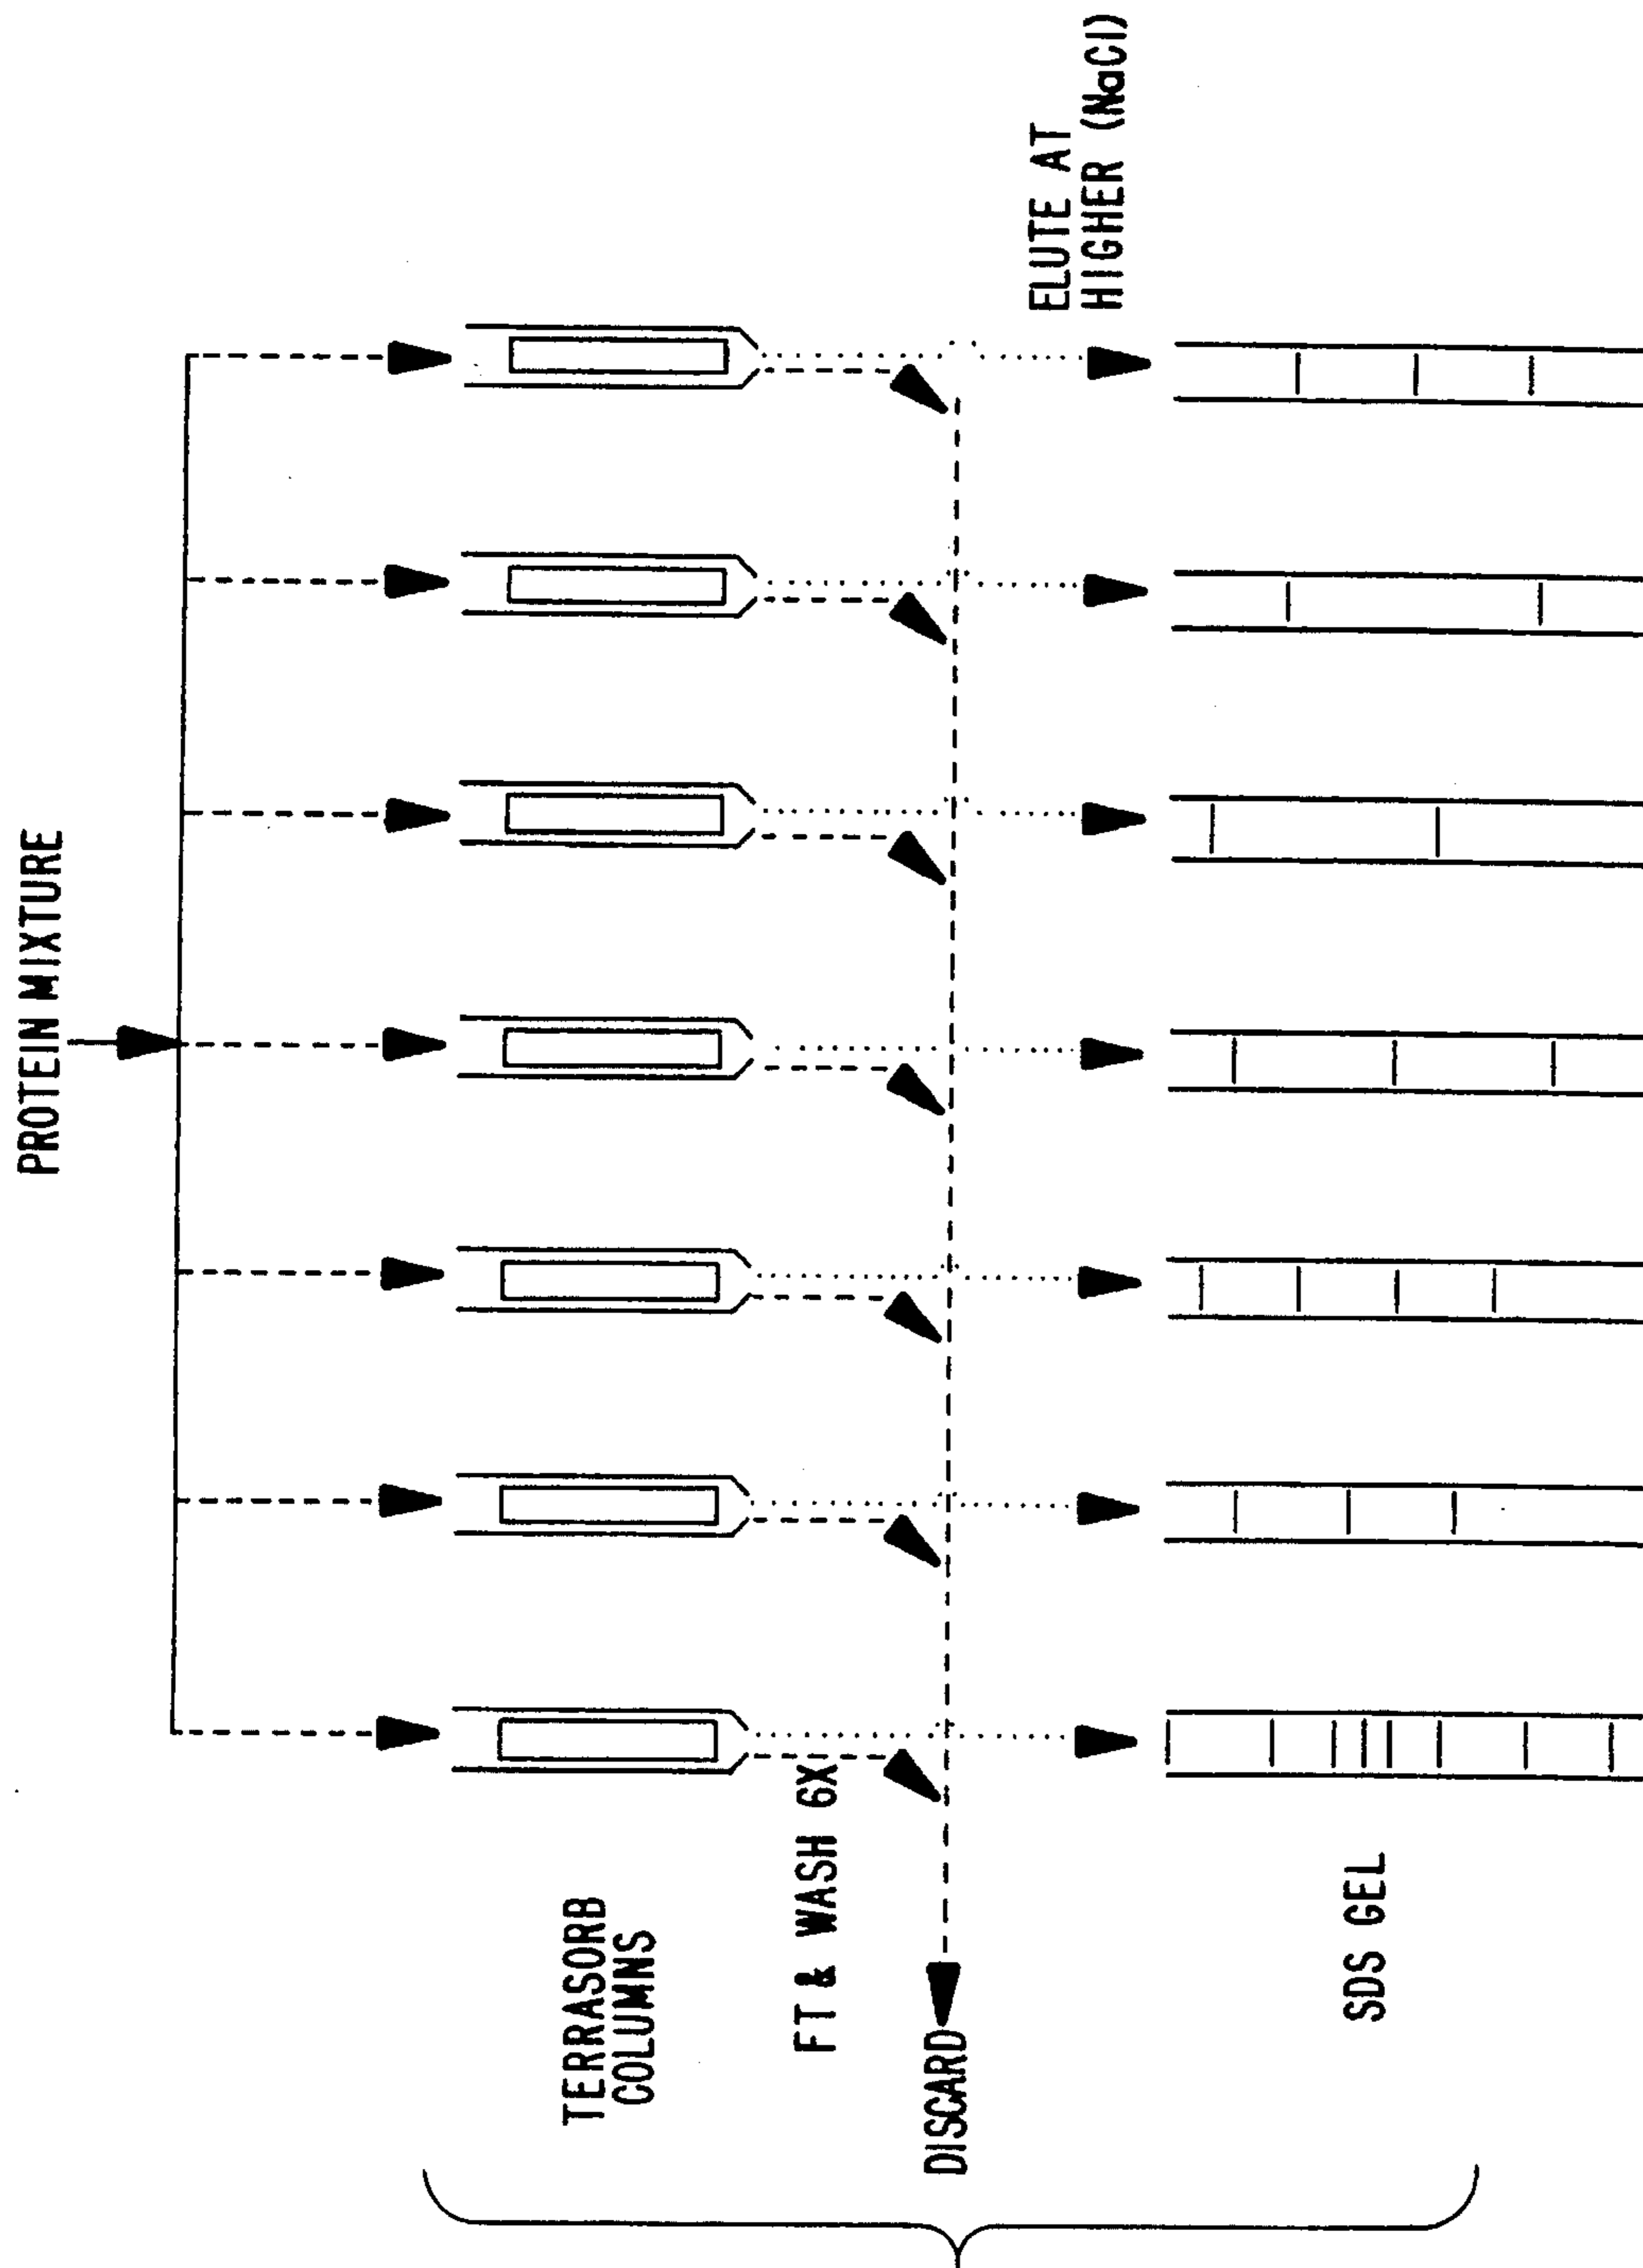 PROTEIN MIXTURE
TERRASORB
COLUMNS
FT & WASH 6X
DISCARD
ELUTE AT
HIGHER (NaCl)
SDS GEL